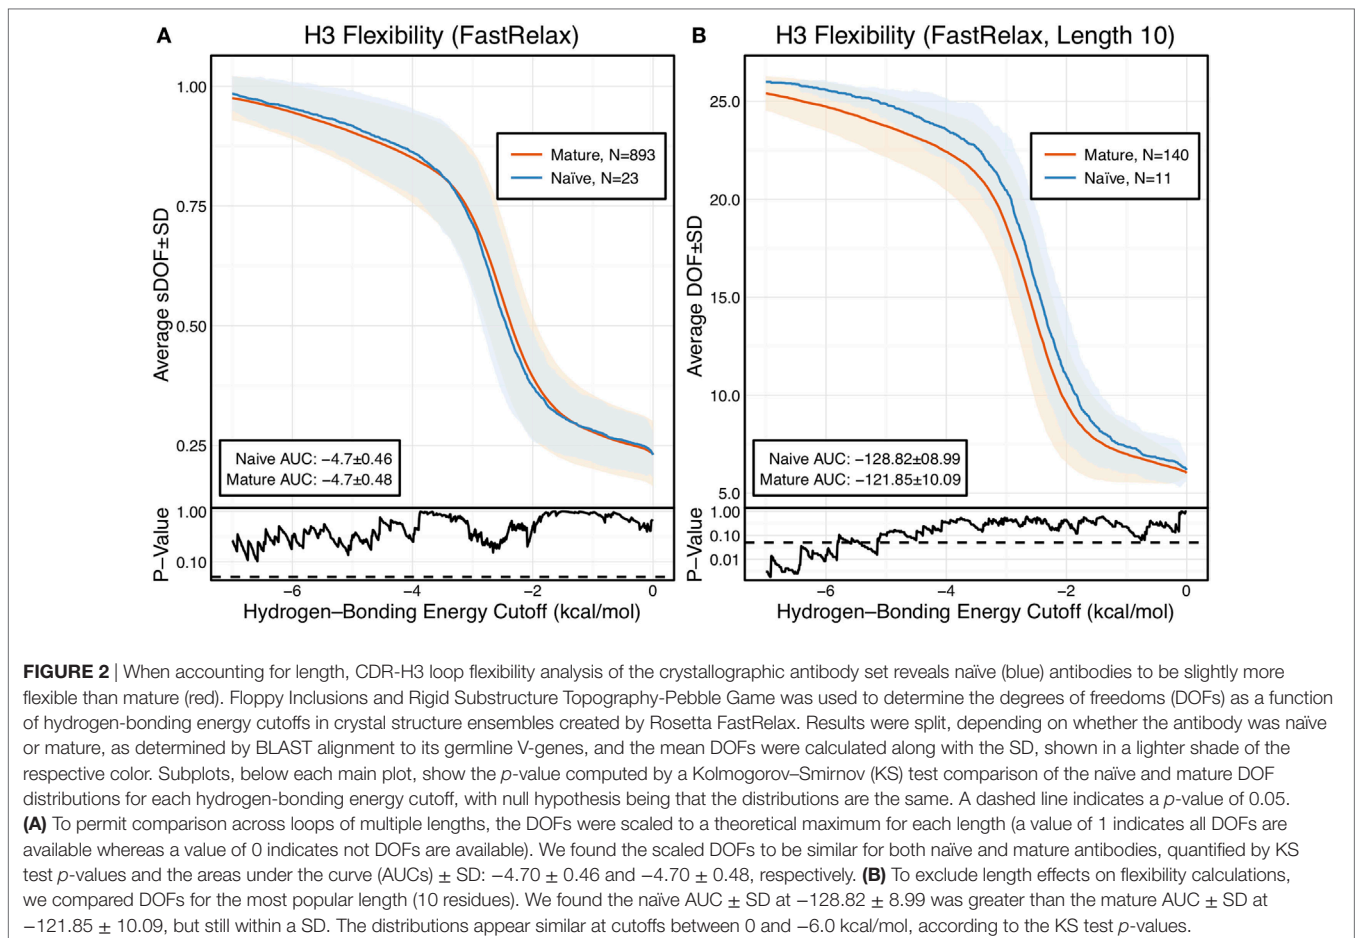 A
H3 Flexibility (FastRelax)
1.00
0.75
0.50
0.25
Average sDOF±SD
Mature, N=893
Naïve, N=23
Naive AUC: −4.7±0.46
Mature AUC: −4.7±0.48
1.00
0.10
P−Value
−6
−4
−2
0
Hydrogen−Bonding Energy Cutoff (kcal/mol)
B
H3 Flexibility (FastRelax, Length 10)
25.0
20.0
15.0
10.0
5.0
Average DOF±SD
Mature, N=140
Naïve, N=11
Naive AUC: −128.82±08.99
Mature AUC: −121.85±10.09
1.00
0.10
0.01
P−Value
−6
−4
−2
0
Hydrogen−Bonding Energy Cutoff (kcal/mol)
FIGURE 2 | When accounting for length, CDR-H3 loop flexibility analysis of the crystallographic antibody set reveals naïve (blue) antibodies to be slightly more
flexible than mature (red). Floppy Inclusions and Rigid Substructure Topography-Pebble Game was used to determine the degrees of freedoms (DOFs) as a function
of hydrogen-bonding energy cutoffs in crystal structure ensembles created by Rosetta FastRelax. Results were split, depending on whether the antibody was naïve
or mature, as determined by BLAST alignment to its germline V-genes, and the mean DOFs were calculated along with the SD, shown in a lighter shade of the
respective color. Subplots, below each main plot, show the p-value computed by a Kolmogorov–Smirnov (KS) test comparison of the naïve and mature DOF
distributions for each hydrogen-bonding energy cutoff, with null hypothesis being that the distributions are the same. A dashed line indicates a p-value of 0.05.
(A) To permit comparison across loops of multiple lengths, the DOFs were scaled to a theoretical maximum for each length (a value of 1 indicates all DOFs are
available whereas a value of 0 indicates not DOFs are available). We found the scaled DOFs to be similar for both naïve and mature antibodies, quantified by KS
test p-values and the areas under the curve (AUCs) ± SD: −4.70 ± 0.46 and −4.70 ± 0.48, respectively. (B) To exclude length effects on flexibility calculations,
we compared DOFs for the most popular length (10 residues). We found the naïve AUC ± SD at −128.82 ± 8.99 was greater than the mature AUC ± SD at
−121.85 ± 10.09, but still within a SD. The distributions appear similar at cutoffs between 0 and −6.0 kcal/mol, according to the KS test p-values.